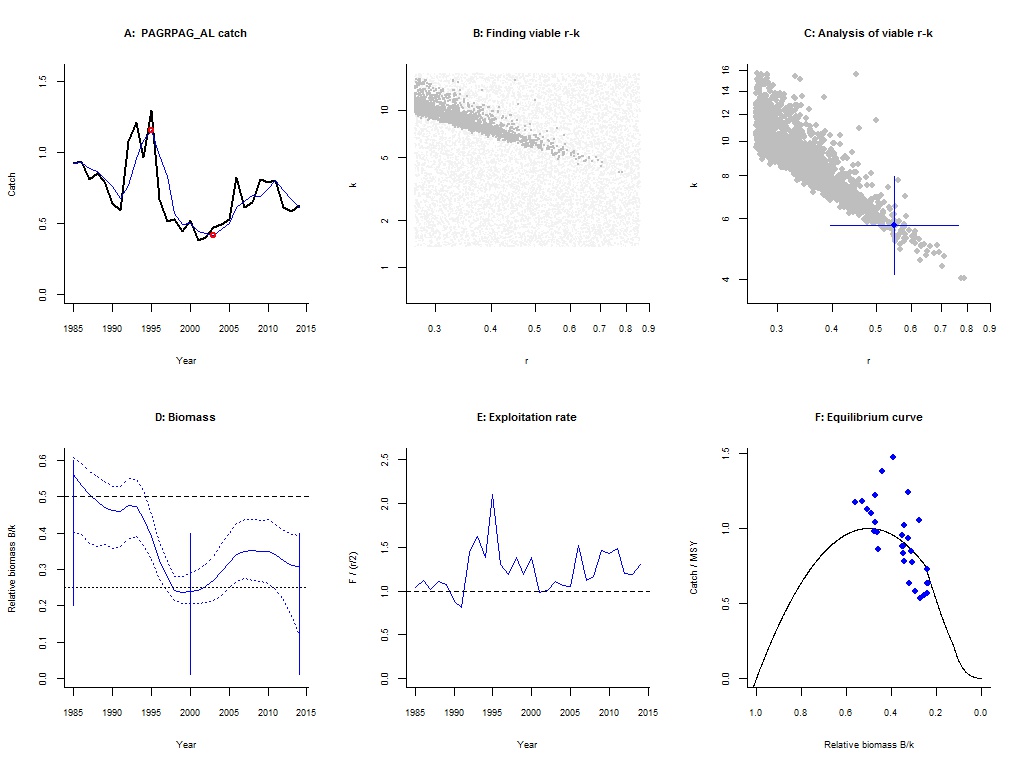 A:  PAGRPAG_AL catch
Catch
0.0 0.5 1.0 1.5
1985 1990 1995 2000 2005 2010 2015
Year
B: Finding viable r-k
k
1 2 5 10
0.3 0.4 0.5 0.6 0.7 0.8 0.9
r
C: Analysis of viable r-k
k
4 6 8 10 12 14 16
0.3 0.4 0.5 0.6 0.7 0.8 0.9
r
D: Biomass
Relative biomass B/k
0.0 0.1 0.2 0.3 0.4 0.5 0.6
1985 1990 1995 2000 2005 2010 2015
Year
E: Exploitation rate
F / (r/2)
0.0 0.5 1.0 1.5 2.0 2.5
1985 1990 1995 2000 2005 2010 2015
Year
F: Equilibrium curve
Catch / MSY
0.0 0.5 1.0 1.5
1.0 0.8 0.6 0.4 0.2 0.0
Relative biomass B/k